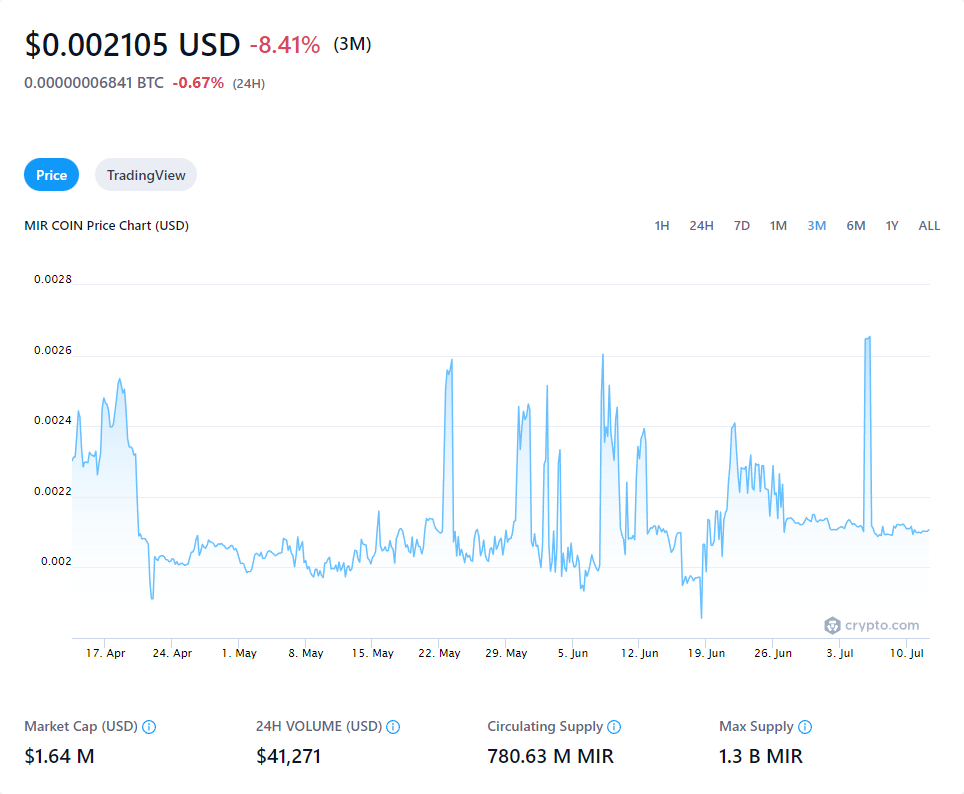 $0.002105 USD -8.41% (3M)
0.00000006841 BTC -0.67% (24H)
Price TradingView
MIR COIN Price Chart (USD) 1H 24H 7D 1M 3M 6M 1Y ALL
0.0028
0.0026
0.0024
0.0022
0.002
crypto.com
17. Apr 24. Apr 1. May 8. May 15. May 22. May 29. May 5. Jun 12. Jun 19. Jun 26. Jun 3. Jul 10. Jul
Market Cap (USD) 24H VOLUME (USD) Circulating Supply Max Supply
$1.64 M $41,271 780.63 M MIR 1.3 B MIR